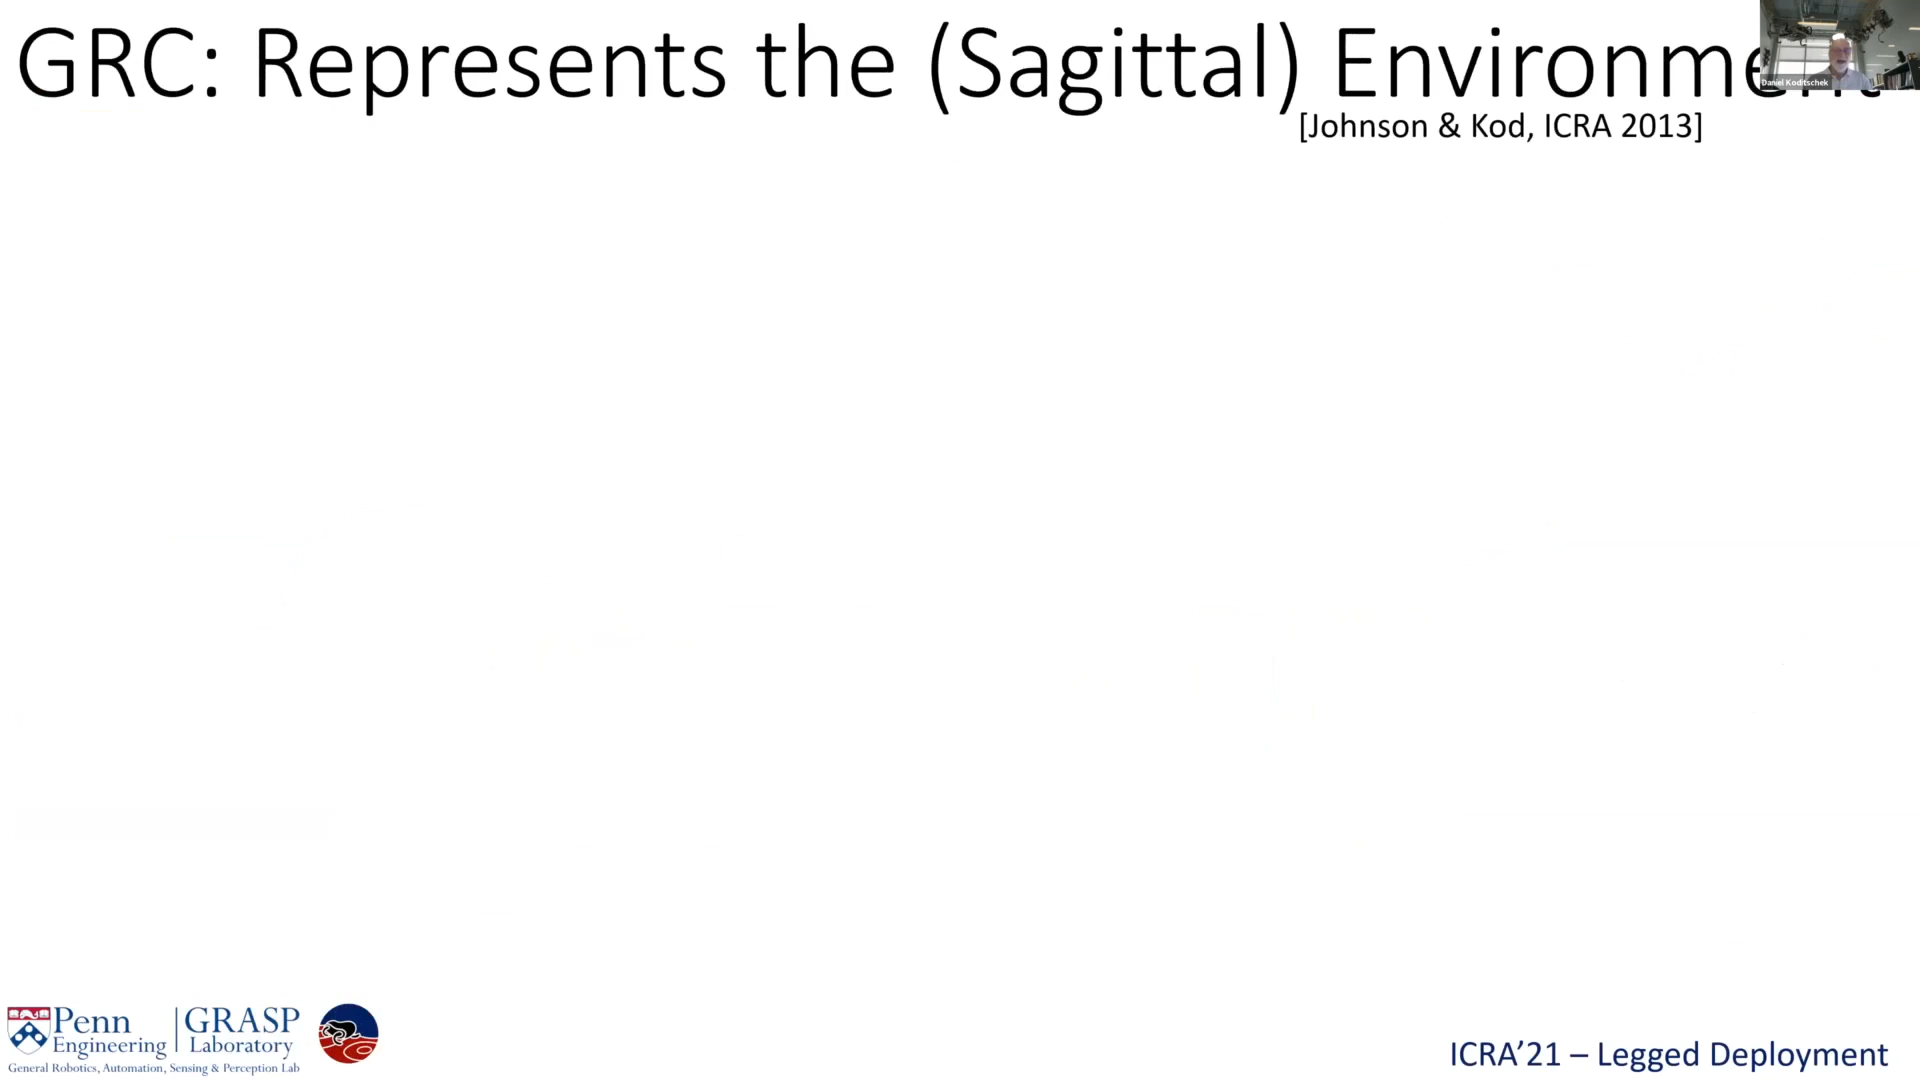 GRC: Represents the (Sagittal) Environment
Daniel Koditschek
[Johnson & Kod, ICRA 2013]
Penn Engineering
GRASP Laboratory
General Robotics, Automation, Sensing & Perception Lab
ICRA'21 – Legged Deployment